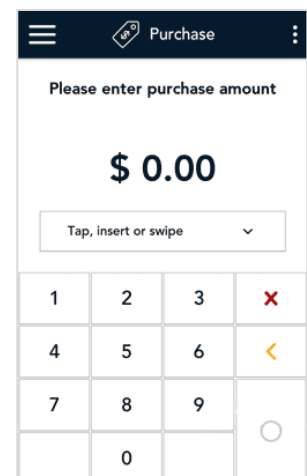 Purchase
Please enter purchase amount
$ 0.00
Tap, insert or swipe
1 2 3
4 5 6
7 8 9
0